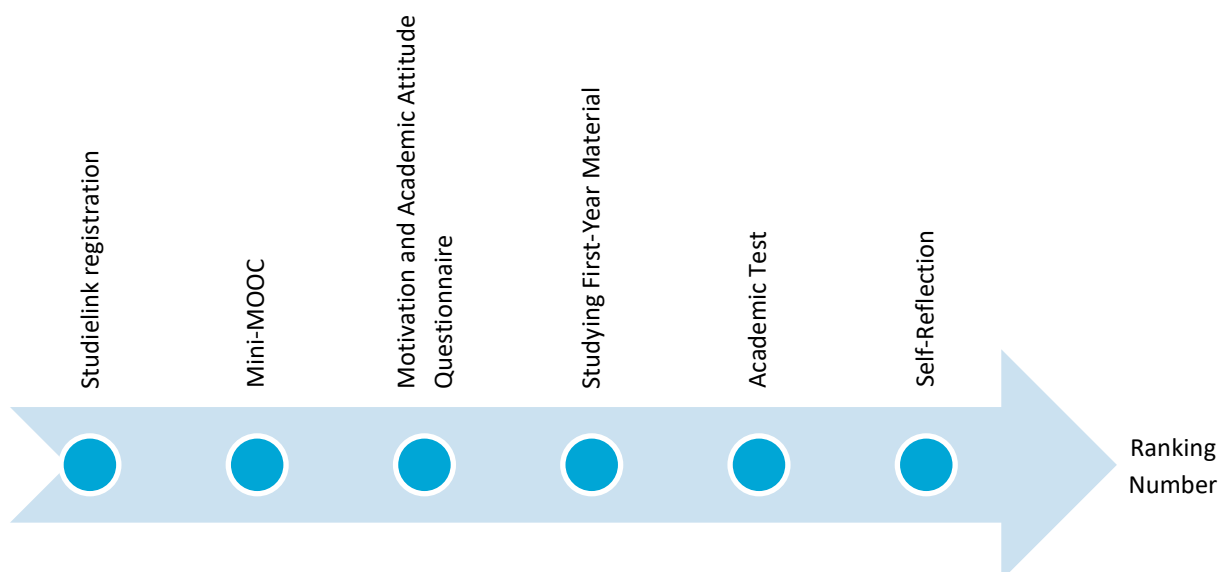 Studielink registration
Mini-MOOC
Motivation and Academic Attitude
Questionnaire
Studying First-Year Material
Academic Test
Self-Reflection
Ranking
Number